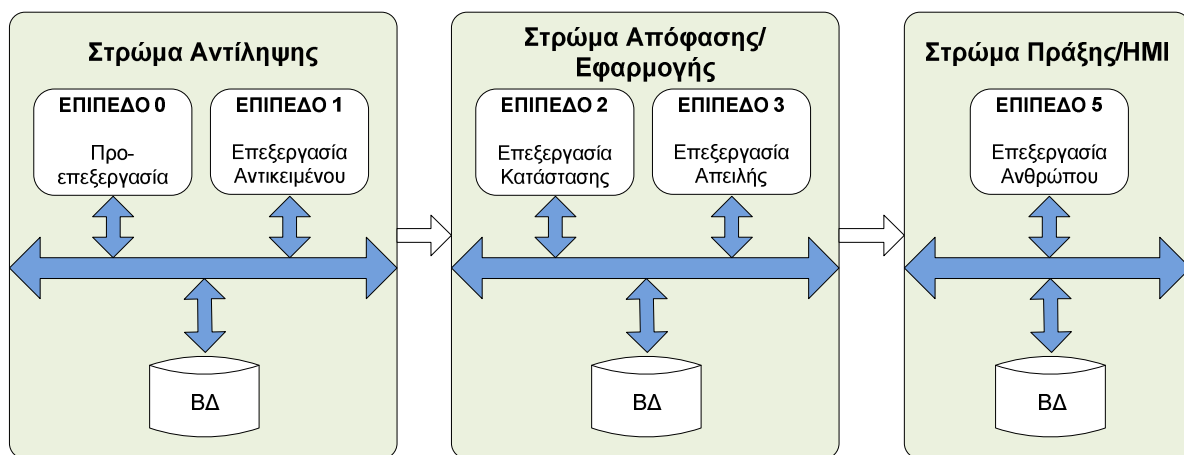 Στρώμα Αντίληψης
ΕΠΙΠΕΔΟ 0
Προ-
επεξεργασία
ΕΠΙΠΕΔΟ 1
Επεξεργασία
Αντικειμένου
ΒΔ
Στρώμα Απόφασης/
Εφαρμογής
ΕΠΙΠΕΔΟ 2
Επεξεργασία
Κατάστασης
ΕΠΙΠΕΔΟ 3
Επεξεργασία
Απειλής
ΒΔ
Στρώμα Πράξης/HMI
ΕΠΙΠΕΔΟ 5
Επεξεργασία
Ανθρώπου
ΒΔ